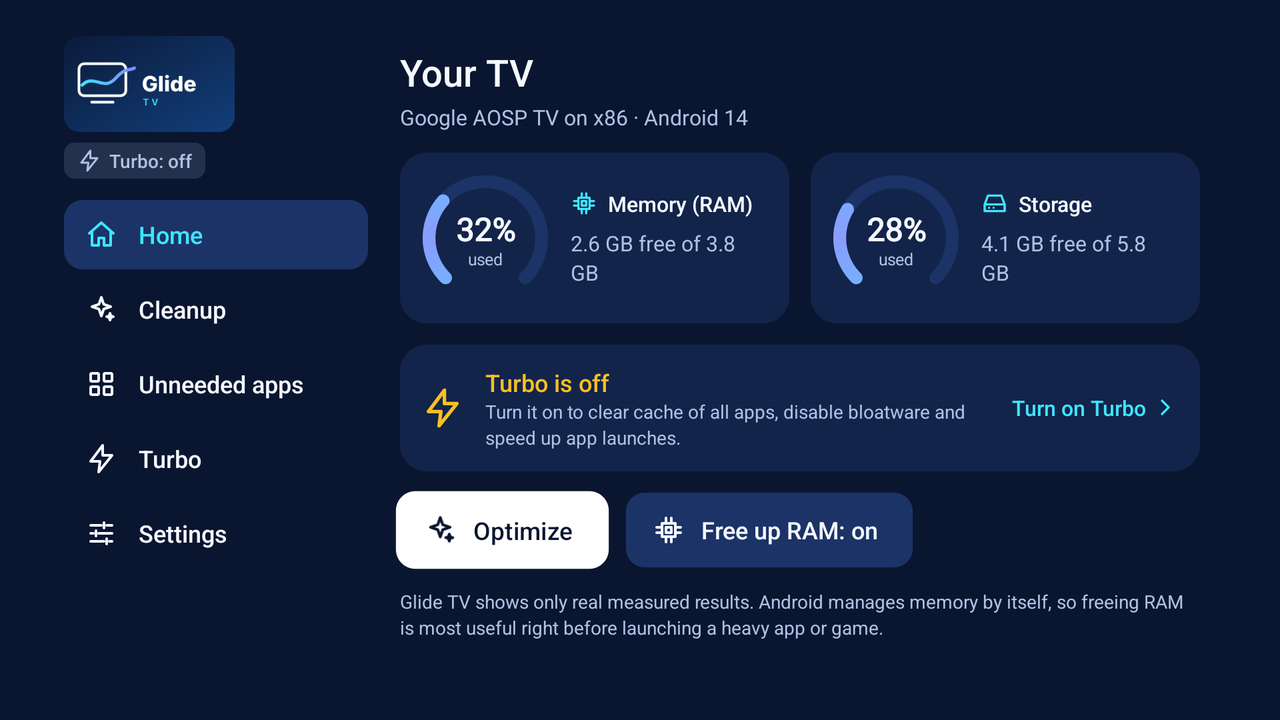 Glide
TV
Turbo: off
Home
Cleanup
Unneeded apps
Turbo
Settings
Your TV
Google AOSP TV on x86 · Android 14
32%
used
Memory (RAM)
2.6 GB free of 3.8
GB
28%
used
Storage
4.1 GB free of 5.8
GB
Turbo is off
Turn it on to clear cache of all apps, disable bloatware and
speed up app launches.
Turn on Turbo
Optimize
Free up RAM: on
Glide TV shows only real measured results. Android manages memory by itself, so freeing RAM
is most useful right before launching a heavy app or game.